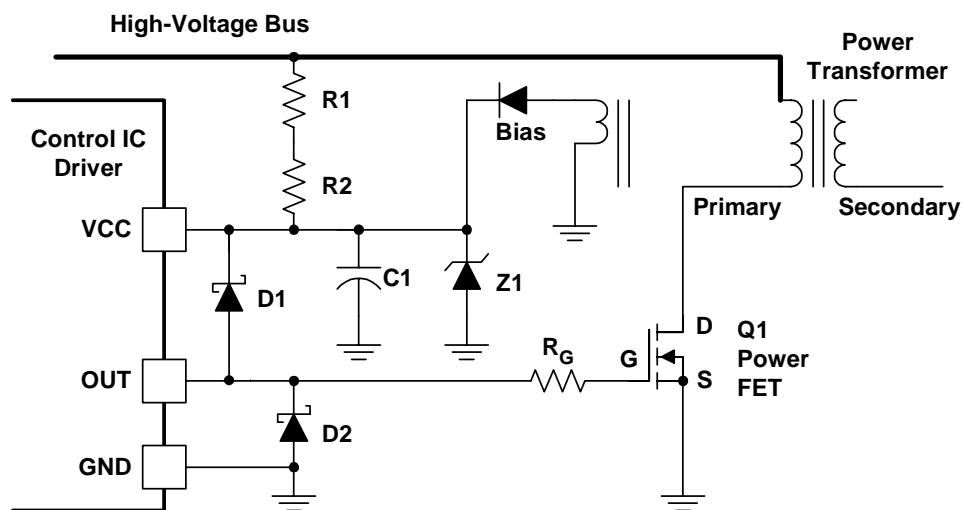 High-Voltage Bus
Power
Transformer
R1
Control IC
Driver
Bias
R2
Primary
Secondary
VCC
C1
Z1
D1
D
Q1
Power
FET
RG
G
S
OUT
D2
GND